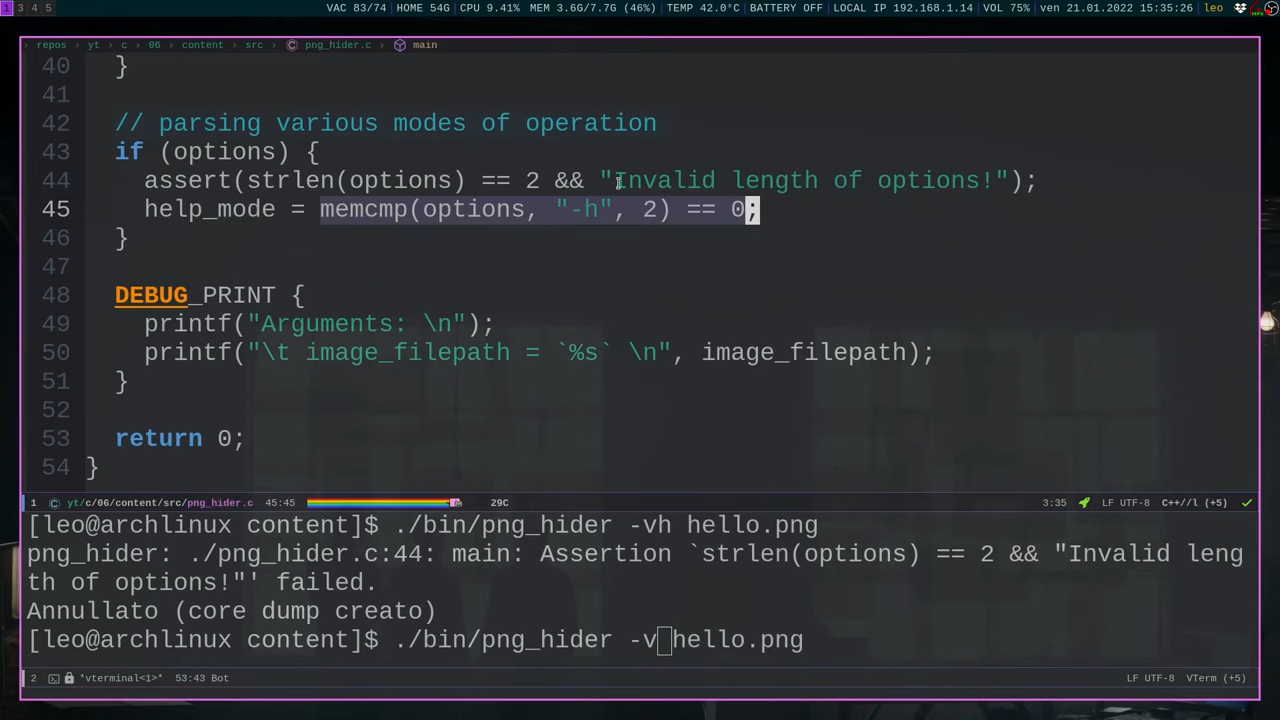 1 3 4 5 VAC 83/74 | HOME 54G | CPU 9.41% MEM 3.6G/7.7G (46%) | TEMP 42.0°C | BATTERY OFF | LOCAL IP 192.168.1.14 | VOL 75% | ven 21.01.2022 15:35:26 | leo
› repos › yt › c › 06 › content › src › png_hider.c › main
40 }
41
42 // parsing various modes of operation
43 if (options) {
44 assert(strlen(options) == 2 && "Invalid length of options!");
45 help_mode = memcmp(options, "-h", 2) == 0;
46 }
47
48 DEBUG_PRINT {
49 printf("Arguments: \n");
50 printf("\t image_filepath = `%s` \n", image_filepath);
51 }
52
53 return 0;
54 }
1 yt/c/06/content/src/png_hider.c 45:45 29C 3:35 LF UTF-8 C++//l (+5)
[leo@archlinux content]$ ./bin/png_hider -vh hello.png
png_hider: ./png_hider.c:44: main: Assertion `strlen(options) == 2 && "Invalid leng
th of options!"' failed.
Annullato (core dump creato)
[leo@archlinux content]$ ./bin/png_hider -v hello.png
2 *vterminal<1>* 53:43 Bot LF UTF-8 VTerm (+5)